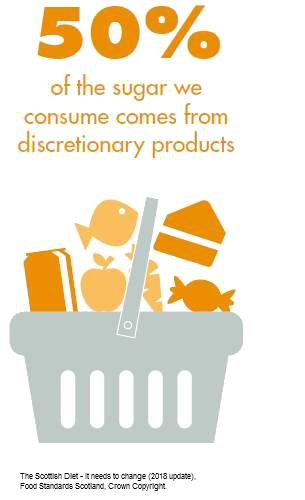 50%
of the sugar we
consume comes from
discretionary products
The Scottish Diet - it needs to change (2018 update),
Food Standards Scotland, Crown Copyright.